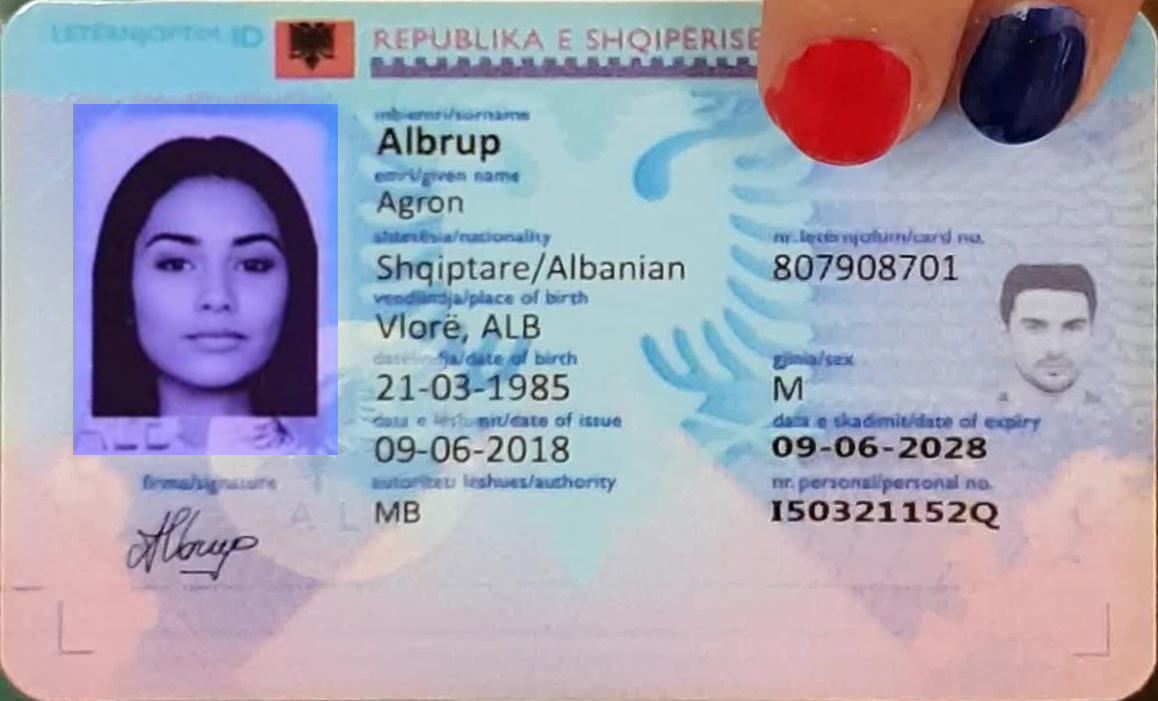 LETËRNJOFTIM ID
REPUBLIKA E SHQIPËRISË
mbiemri/surname
Albrup
emri/given name
Agron
shtetësia/nationality
Shqiptare/Albanian
nr. letërnjoftim/card no.
807908701
vendlindja/place of birth
Vlorë, ALB
datëlindja/date of birth
21-03-1985
gjinia/sex
M
data e lëshimit/date of issue
09-06-2018
data e skadimit/date of expiry
09-06-2028
autoriteti lëshues/authority
MB
nr. personal/personal no.
I50321152Q
firma/signature
Albrup